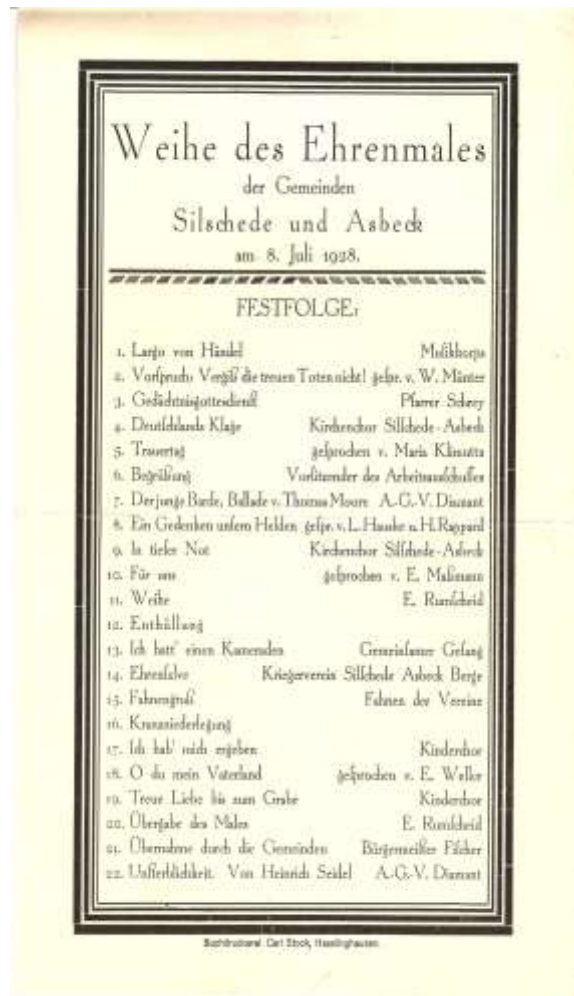 Weihe des Ehrenmales
der Gemeinden
Silschede und Asbeck
am 8. Juli 1928.
FESTFOLGE:
1. Largo von Händel Musikkorps
2. Vorspruch: Vergiß die treuen Toten nicht! gespr. v. W. Münter
3. Gedächtnisgottesdienst Pfarrer Schrey
4. Deutschlands Klage Kirchenchor Silschede-Asbeck
5. Trauertag gesprochen v. Maria
6. Begrüßung Vorsitzender des Arbeitsausschusses
7. Der junge Barde, Ballade v. Thomas Moore A.-G.-V. Diamant
8. Ein Gedenken unsern Helden gespr. v. L. u. H. Rappard
9. In tiefer Not Kirchenchor Silschede-Asbeck
10. Für uns gesprochen v. E. Maßmann
11. Weihe E. Rumscheid
12. Enthüllung
13. Ich hatt' einen Kameraden Gemeinsamer Gesang
14. Ehrensalve Kriegerverein Silschede Asbeck Berge
15. Fahnengruß Fahnen der Vereine
16. Kranzniederlegung
17. Ich hab' mich ergeben Kinderchor
18. O du mein Vaterland gesprochen v. E. Welke
19. Treue Liebe bis zum Grabe Kinderchor
20. Übergabe des Males E. Rumscheid
21. Übernahme durch die Gemeinden Bürgermeister Fischer
22. Unsterblichkeit. Von Heinrich Seidel A.-G.-V. Diamant
Buchdruckerei Carl Stock, Hasslinghausen